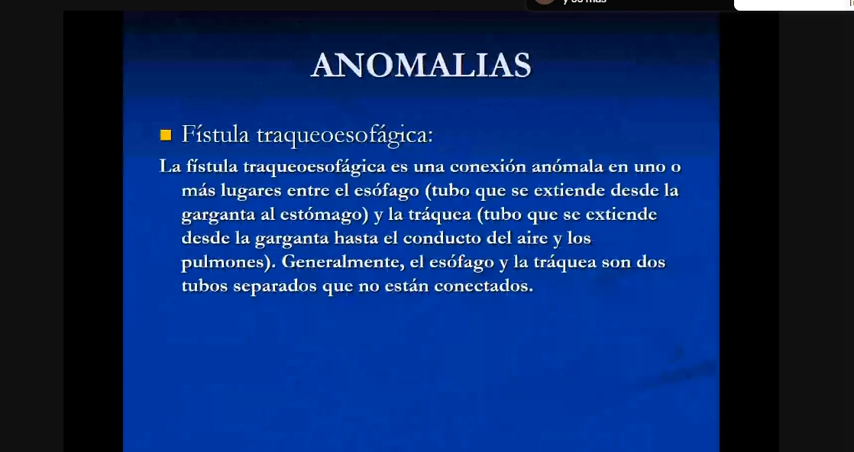 ANOMALIAS
Fístula traqueoesofágica:
La fístula traqueoesofágica es una conexión anómala en uno o
más lugares entre el esófago (tubo que se extiende desde la
garganta al estómago) y la tráquea (tubo que se extiende
desde la garganta hasta el conducto del aire y los
pulmones). Generalmente, el esófago y la tráquea son dos
tubos separados que no están conectados.